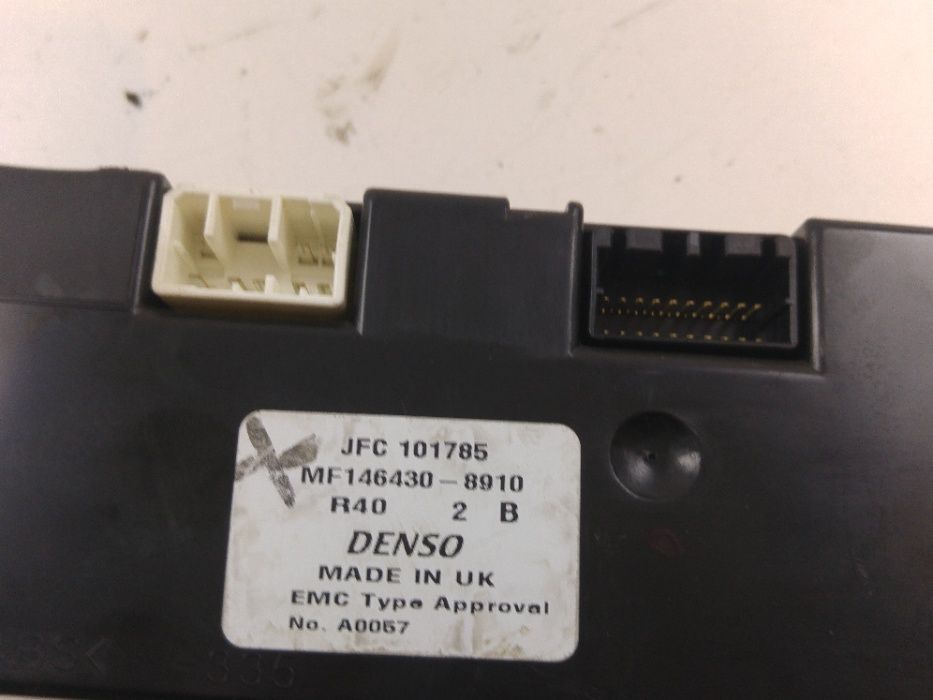 JFC 101785
MF146430-8910
R40 2 B
DENSO
MADE IN UK
EMC Type Approval
No. A0057